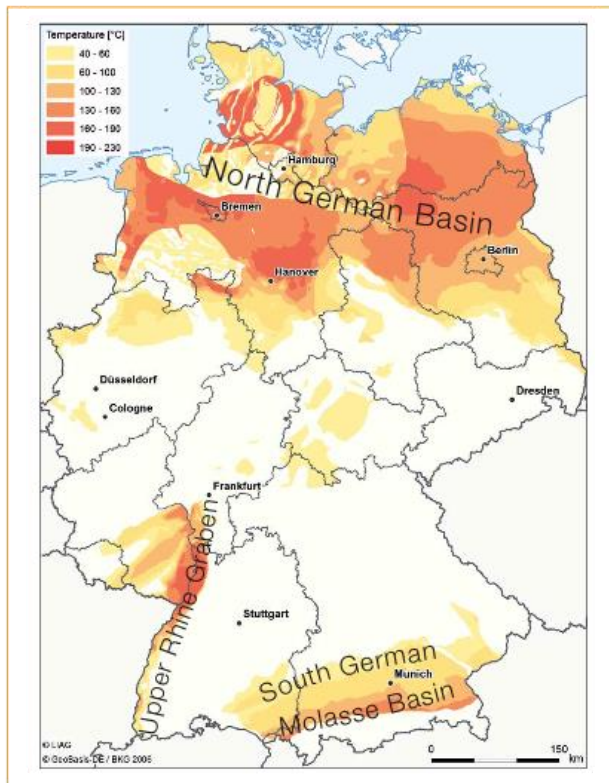 Temperature [°C]
40 - 60
60 - 100
100 - 130
130 - 160
160 - 190
190 - 230
Hamburg
North German Basin
Bremen
Berlin
Hanover
Düsseldorf
Cologne
Dresden
Frankfurt
Upper Rhine Graben
Stuttgart
South German
Munich
Molasse Basin
© LIAG
© GeoBasis-DE / BKG 2006
0 150
km